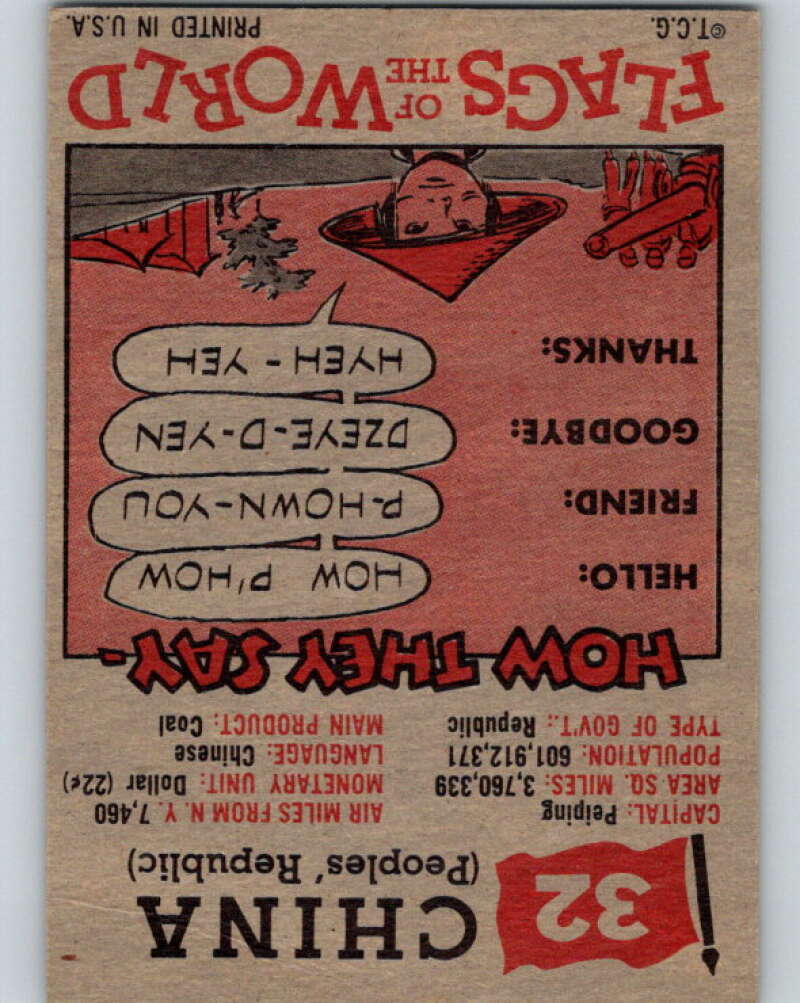 32
CHINA
(Peoples' Republic)
CAPITAL: Peiping
AREA SQ. MILES: 3,760,339
POPULATION: 601,912,371
TYPE OF GOV'T.: Republic
AIR MILES FROM N. Y. 7,460
MONETARY UNIT: Dollar (22¢)
LANGUAGE: Chinese
MAIN PRODUCT: Coal
HOW THEY SAY-
HELLO: HOW P'HOW
FRIEND: P-HOWN-YOU
GOODBYE: DZEYE-D-YEN
THANKS: HYEH - YEH
FLAGS OF THE WORLD
©T.C.G. PRINTED IN U.S.A.